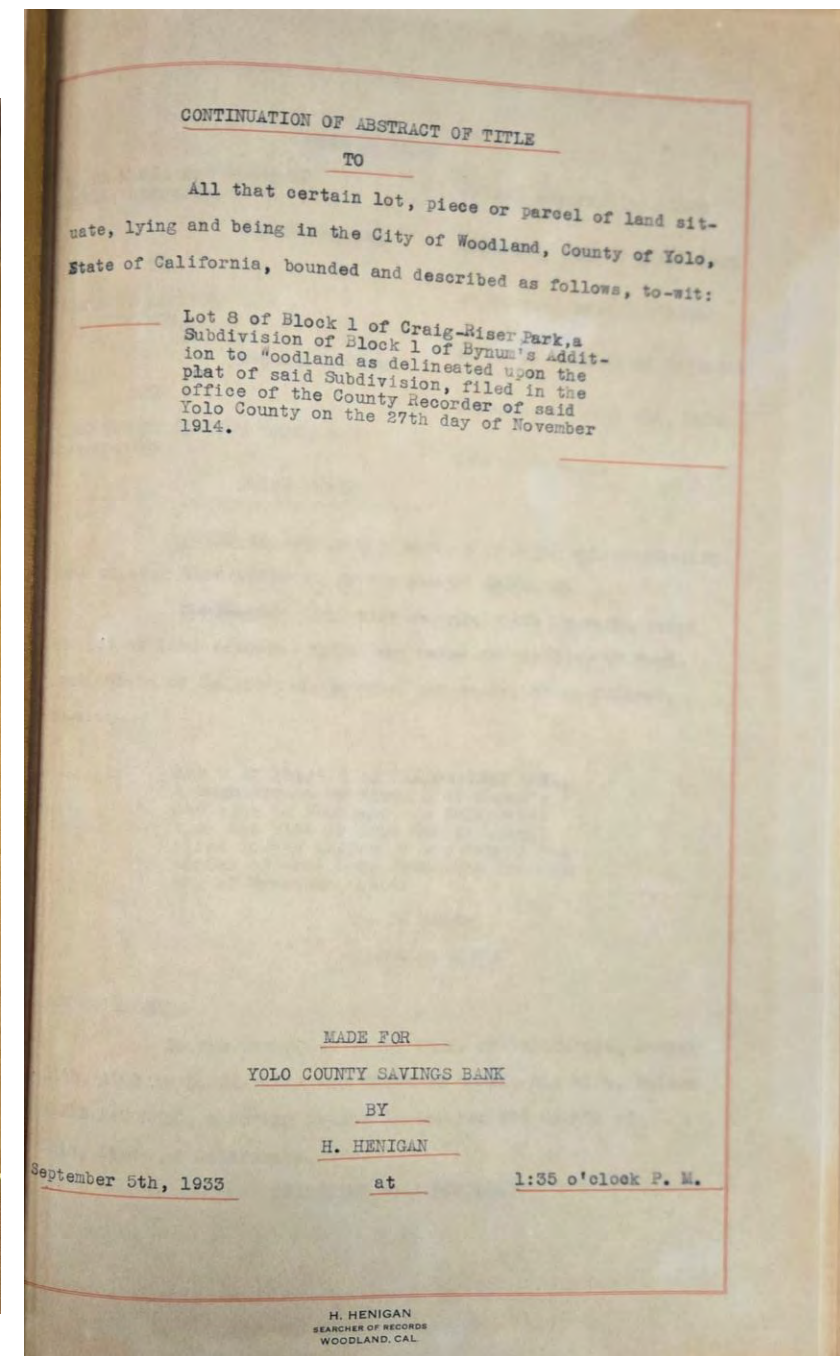 CONTINUATION OF ABSTRACT OF TITLE
TO
All that certain lot, piece or parcel of land sit-
uate, lying and being in the City of Woodland, County of Yolo,
State of California, bounded and described as follows, to-wit:
Lot 8 of Block 1 of Craig-Riser Park,a
Subdivision of Block 1 of Bynum's Addit-
ion to "oodland as delineated upon the
plat of said Subdivision, filed in the
office of the County Recorder of said
Yolo County on the 27th day of November
1914.
MADE FOR
YOLO COUNTY SAVINGS BANK
BY
H. HENIGAN
September 5th, 1933 at 1:35 o'clock P. M.
H. HENIGAN
SEARCHER OF RECORDS
WOODLAND, CAL.